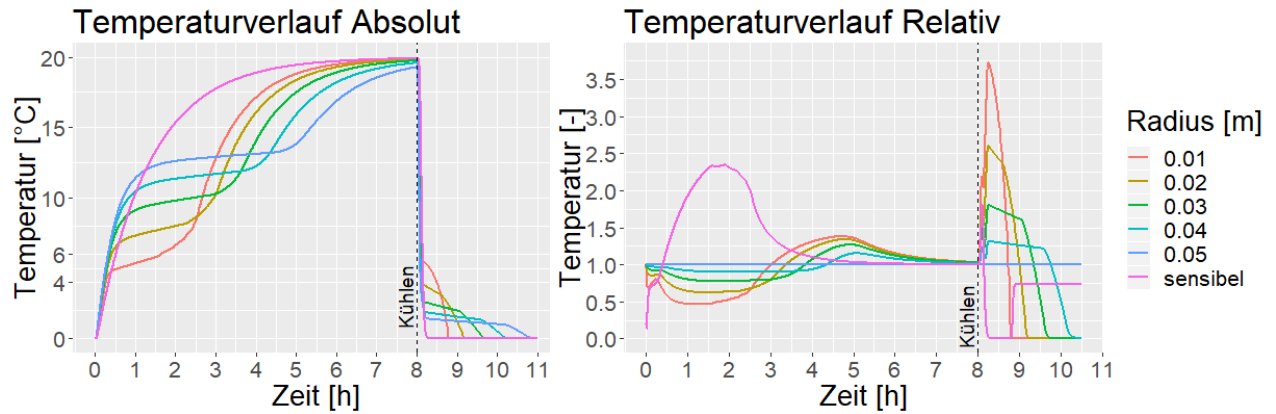 Temperaturverlauf Absolut
Temperatur [°C]
20
15
10
6
4
0
Kühlen
0 1 2 3 4 5 6 7 8 9 10 11
Zeit [h]
Temperaturverlauf Relativ
Temperatur [-]
3.5
3.0
2.5
2.0
1.5
1.0
0.5
0.0
Kühlen
0 1 2 3 4 5 6 7 8 9 10 11
Zeit [h]
Radius [m]
0.01
0.02
0.03
0.04
0.05
sensibel